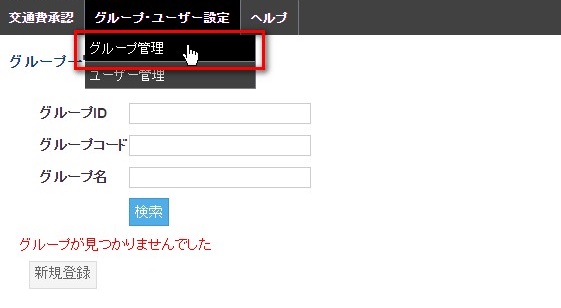 交通費承認 グループ・ユーザー設定 ヘルプ
グループ管理
グループ一
ユーザー管理
グループID
グループコード
グループ名
検索
グループが見つかりませんでした
新規登録